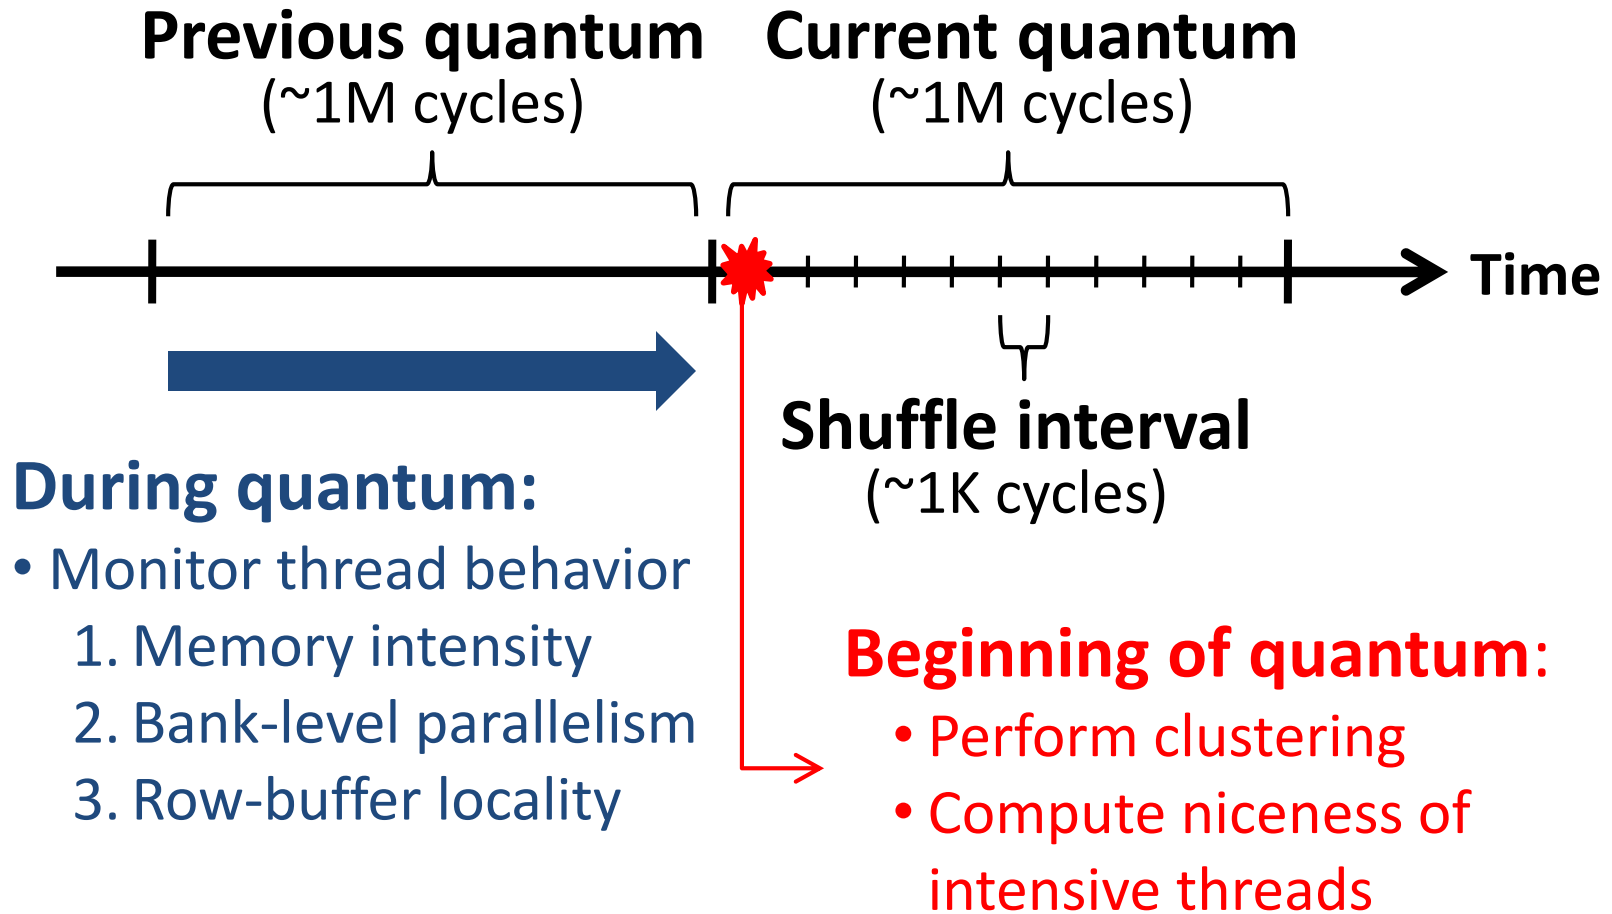 Previous quantum
(~1M cycles)
Current quantum
(~1M cycles)
Time
Shuffle interval
(~1K cycles)
During quantum:
• Monitor thread behavior
1. Memory intensity
2. Bank-level parallelism
3. Row-buffer locality
Beginning of quantum:
• Perform clustering
• Compute niceness of
intensive threads